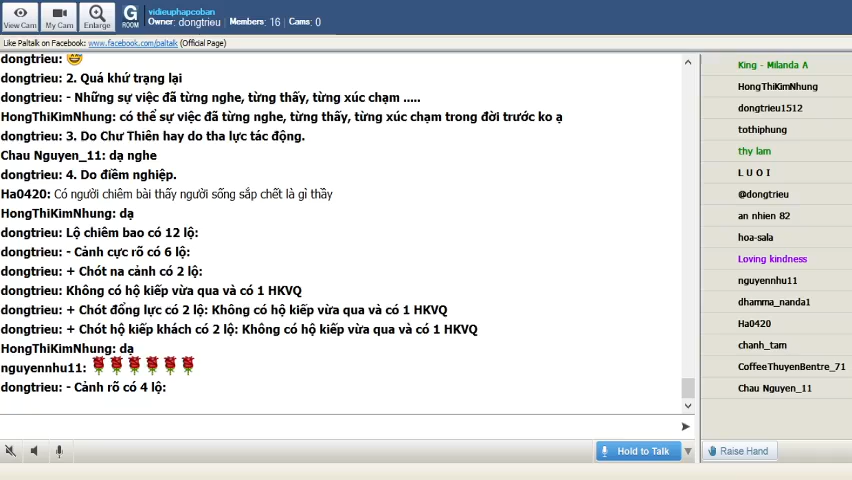 vidieuphapcoban
Owner: dongtrieu Members: 16 Cams: 0
View Cam My Cam Enlarge G ROOM
Like Paltalk on Facebook: www.facebook.com/paltalk (Official Page)
dongtrieu:
dongtrieu: 2. Quá khứ trạng lại
dongtrieu: - Những sự việc đã từng nghe, từng thấy, từng xúc chạm .....
HongThiKimNhung: có thể sự việc đã từng nghe, từng thấy, từng xúc chạm trong đời trước ko ạ
dongtrieu: 3. Do Chư Thiên hay do tha lực tác động.
Chau Nguyen_11: dạ nghe
dongtrieu: 4. Do điềm nghiệp.
Ha0420: Có người chiêm bài thấy người sống sắp chết là gì thầy
HongThiKimNhung: dạ
dongtrieu: Lộ chiêm bao có 12 lộ:
dongtrieu: - Cảnh cực rõ có 6 lộ:
dongtrieu: + Chót na cảnh có 2 lộ:
dongtrieu: Không có hộ kiếp vừa qua và có 1 HKVQ
dongtrieu: + Chót đổng lực có 2 lộ: Không có hộ kiếp vừa qua và có 1 HKVQ
dongtrieu: + Chót hộ kiếp khách có 2 lộ: Không có hộ kiếp vừa qua và có 1 HKVQ
HongThiKimNhung: dạ
nguyennhu11:
dongtrieu: - Cảnh rõ có 4 lộ:
Hold to Talk
King - Milanda A
HongThiKimNhung
dongtrieu1512
tothiphung
thy lam
L U O I
@dongtrieu
an nhien 82
hoa-sala
Loving kindness
nguyennhu11
dhamma_nanda1
Ha0420
chanh_tam
CoffeeThuyenBentre_71
Chau Nguyen_11
Raise Hand